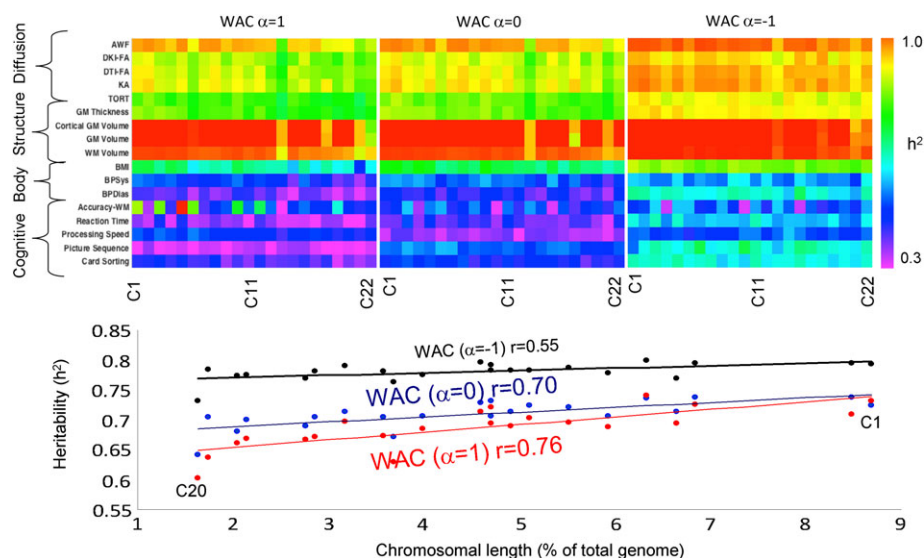 WAC α=1
WAC α=0
WAC α=-1
Diffusion
Structure
Body
Cognitive
AWF
DKI-FA
DTI-FA
KA
TORT
GM Thickness
Cortical GM Volume
GM Volume
WM Volume
BMI
BPSys
BPDias
Accuracy-WM
Reaction Time
Processing Speed
Picture Sequence
Card Sorting
1.0
h²
0.3
C1
C11
C22
C1
C11
C22
C1
C11
C22
Heritability (h²)
0.85
0.8
0.75
0.7
0.65
0.6
0.55
WAC (α=-1) r=0.55
WAC (α=0) r=0.70
WAC (α=1) r=0.76
C1
C20
1
2
3
4
5
6
7
8
9
Chromosomal length (% of total genome)